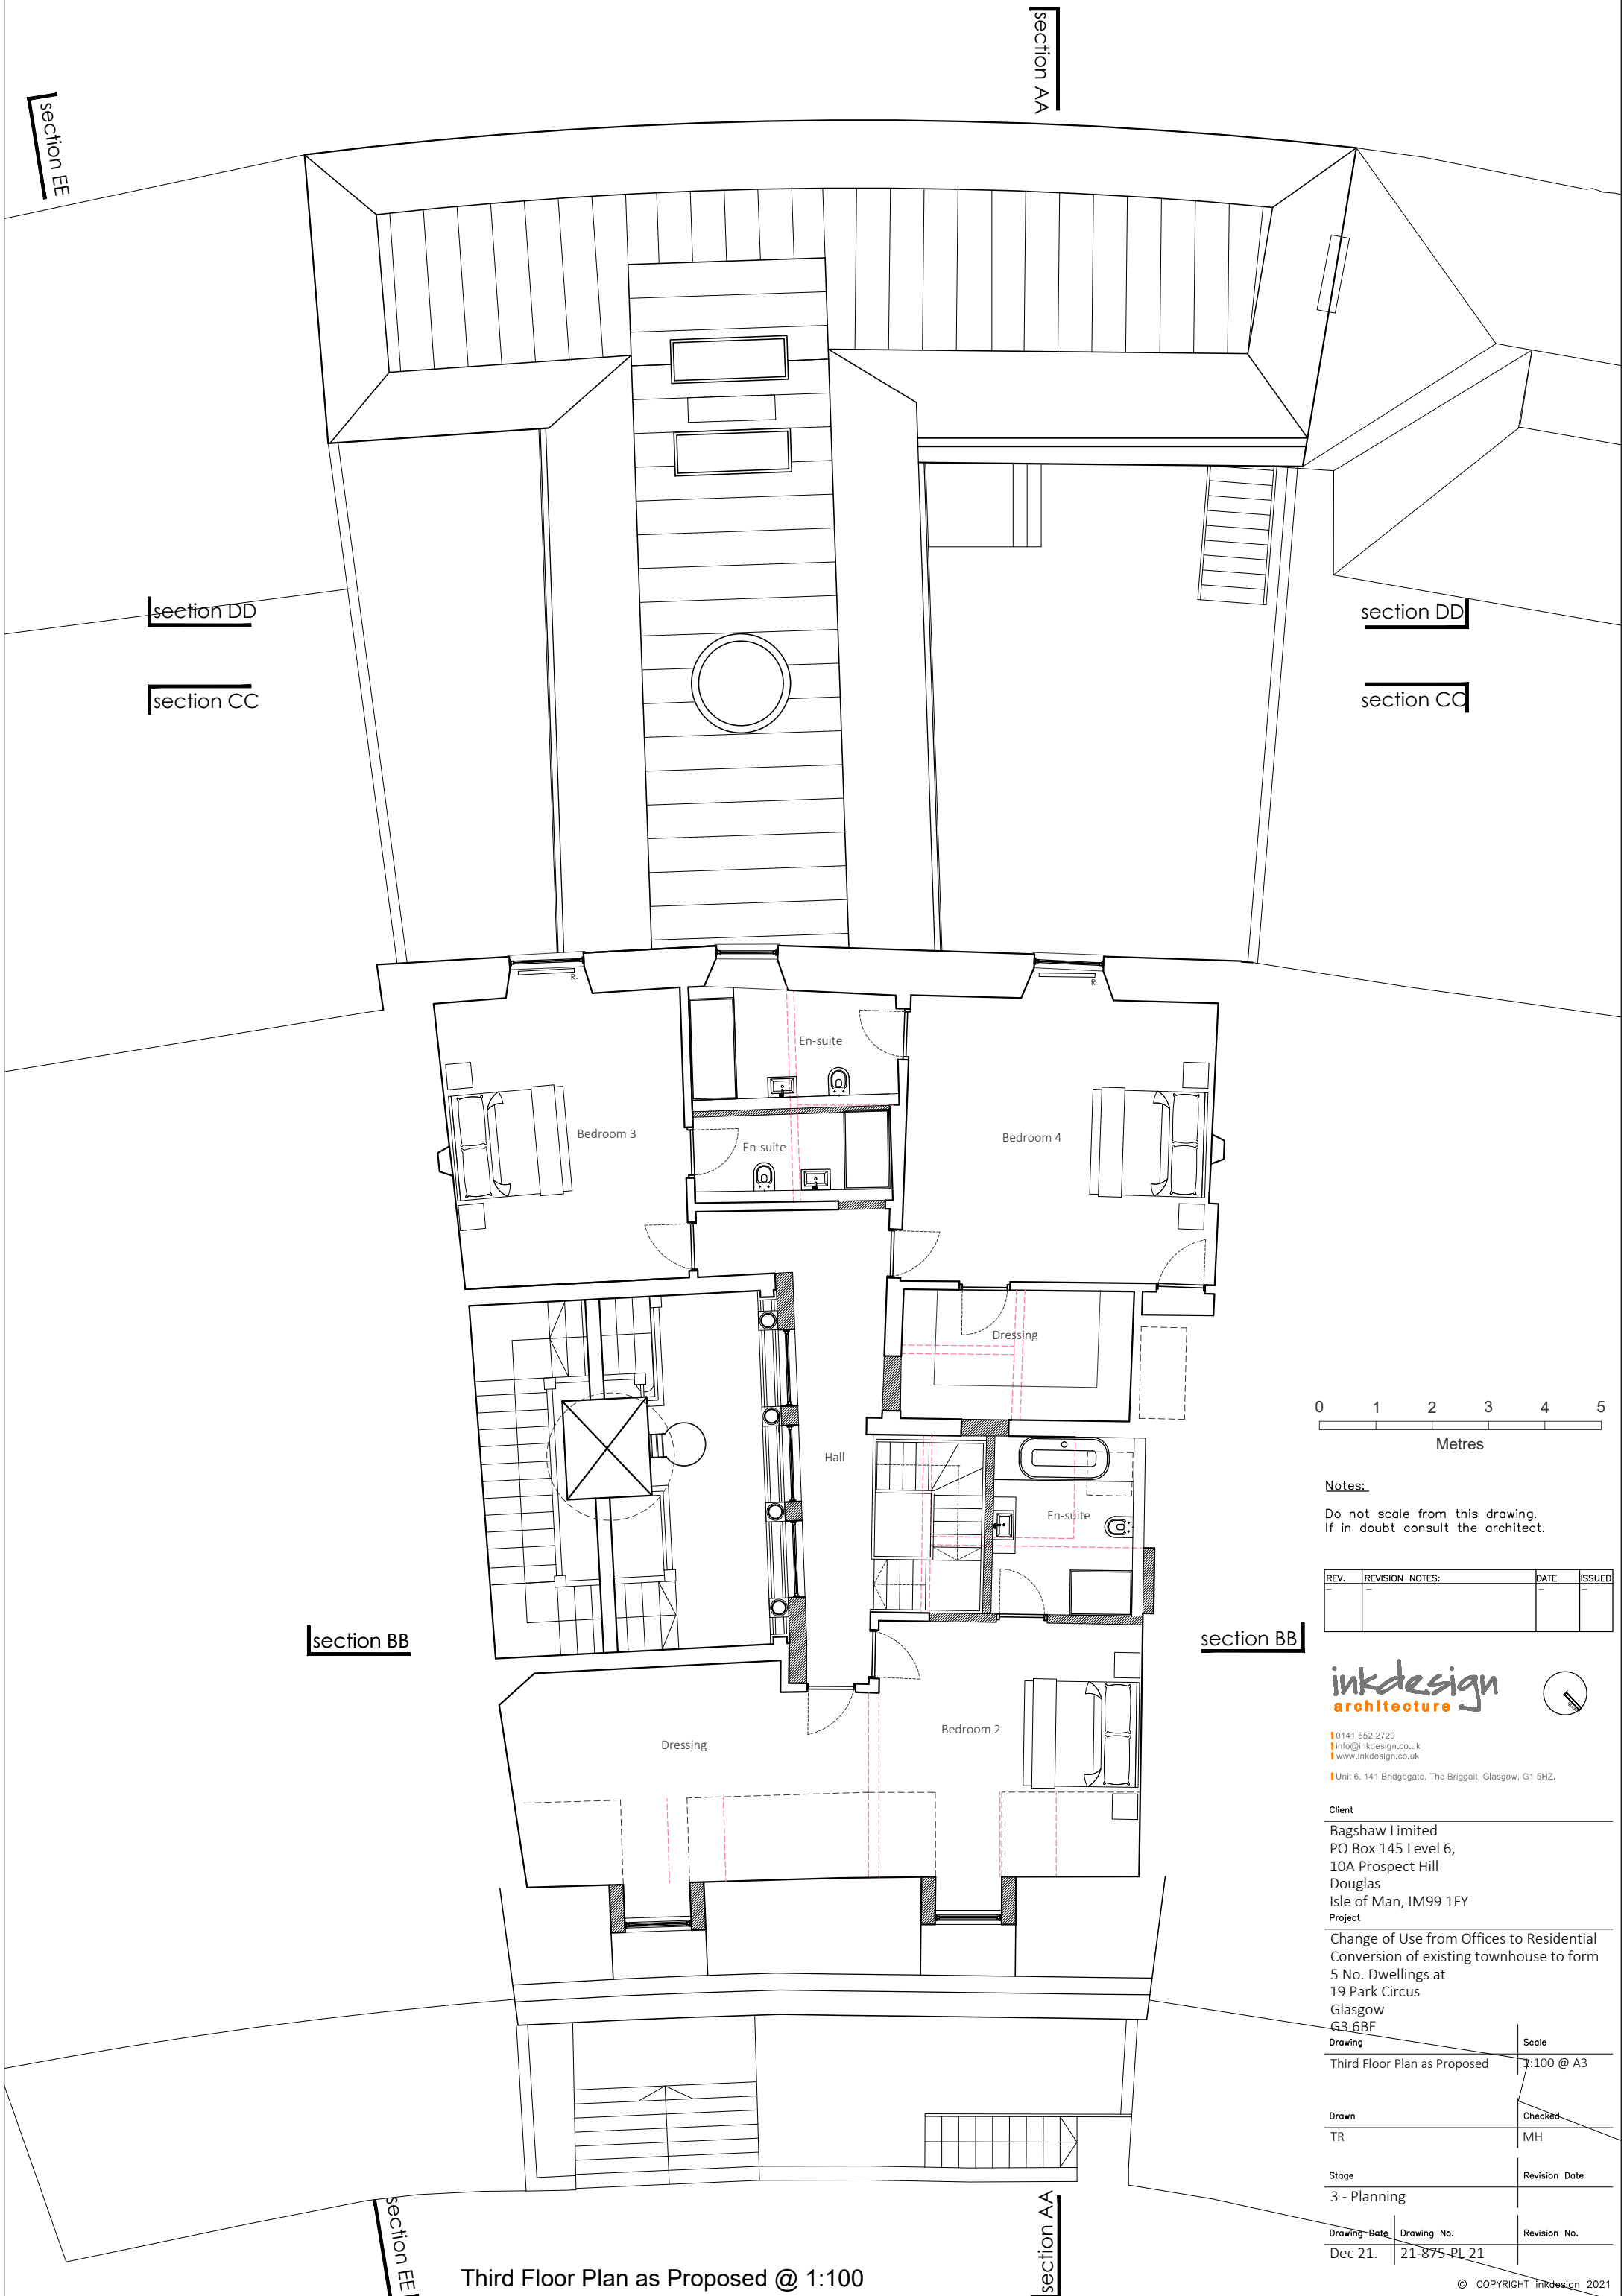 section AA
section EE
section DD
section DD
section CC
section CC
R.
R.
En-suite
Bedroom 3
En-suite
Bedroom 4
Dressing
Hall
En-suite
section BB
section BB
Bedroom 2
Dressing
0 1 2 3 4 5
Metres
Notes:
Do not scale from this drawing.
If in doubt consult the architect.
REV. REVISION NOTES: DATE ISSUED
– – – –
inkdesign
architecture
0141 552 2729
info@inkdesign.co.uk
www.inkdesign.co.uk
Unit 6, 141 Bridgegate, The Briggait, Glasgow, G1 5HZ.
Client
Bagshaw Limited
PO Box 145 Level 6,
10A Prospect Hill
Douglas
Isle of Man, IM99 1FY
Project
Change of Use from Offices to Residential
Conversion of existing townhouse to form
5 No. Dwellings at
19 Park Circus
Glasgow
G3 6BE
Drawing Scale
Third Floor Plan as Proposed 1:100 @ A3
Drawn Checked
TR MH
Stage Revision Date
3 - Planning
Drawing Date Drawing No. Revision No.
Dec 21. 21-875-PL 21
section EE
section AA
Third Floor Plan as Proposed @ 1:100
© COPYRIGHT inkdesign 2021